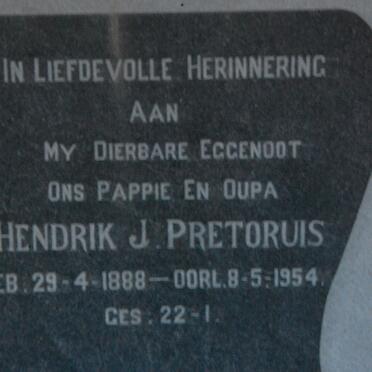 IN LIEFDEVOLLE HERINNERING
AAN
MY DIERBARE EGGENOOT
ONS PAPPIE EN OUPA
HENDRIK J. PRETORUIS
EB. 29-4-1888 — OORL. 8-5-1954.
GES. 22-1.